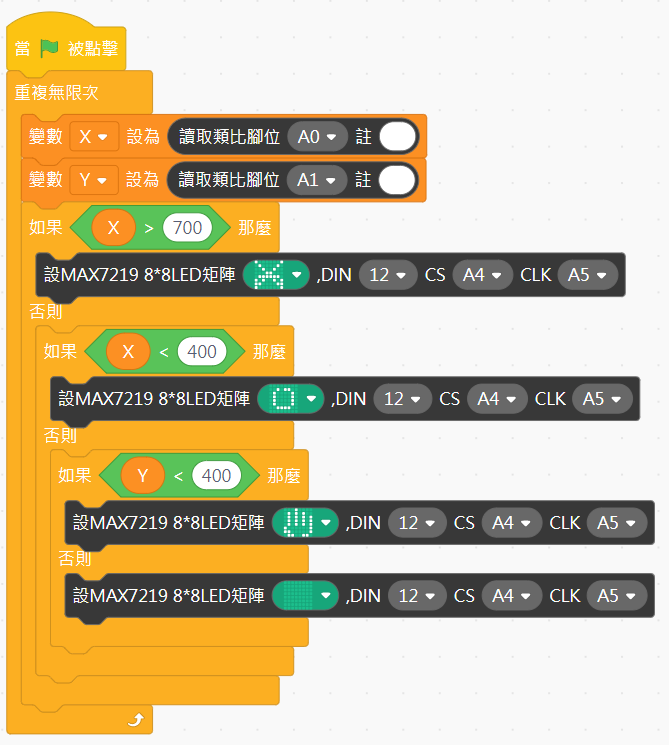 當 被點擊
重複無限次
變數 X 設為 讀取類比腳位 A0 註
變數 Y 設為 讀取類比腳位 A1 註
如果 X > 700 那麼
設MAX7219 8*8LED矩陣 ,DIN 12 CS A4 CLK A5
否則
如果 X < 400 那麼
設MAX7219 8*8LED矩陣 ,DIN 12 CS A4 CLK A5
否則
如果 Y < 400 那麼
設MAX7219 8*8LED矩陣 ,DIN 12 CS A4 CLK A5
否則
設MAX7219 8*8LED矩陣 ,DIN 12 CS A4 CLK A5